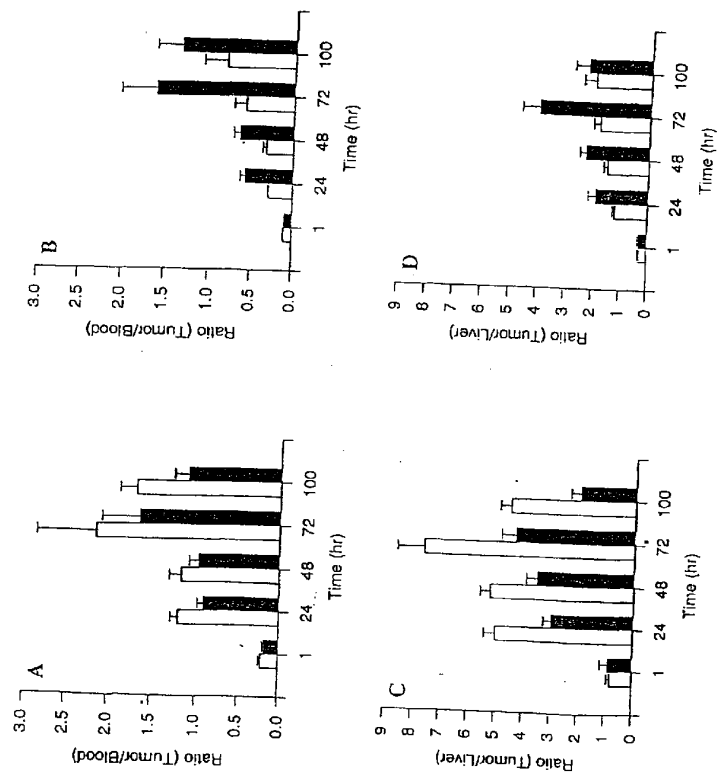 A
Ratio (Tumor/Blood)
3.0
2.5
2.0
1.5
1.0
0.5
0.0
1 24 48 72 100
Time (hr)
B
Ratio (Tumor/Blood)
3.0
2.5
2.0
1.5
1.0
0.5
0.0
1 24 48 72 100
Time (hr)
C
Ratio (Tumor/Liver)
9
8
7
6
5
4
3
2
1
0
1 24 48 72 100
Time (hr)
D
Ratio (Tumor/Liver)
9
8
7
6
5
4
3
2
1
0
1 24 48 72 100
Time (hr)